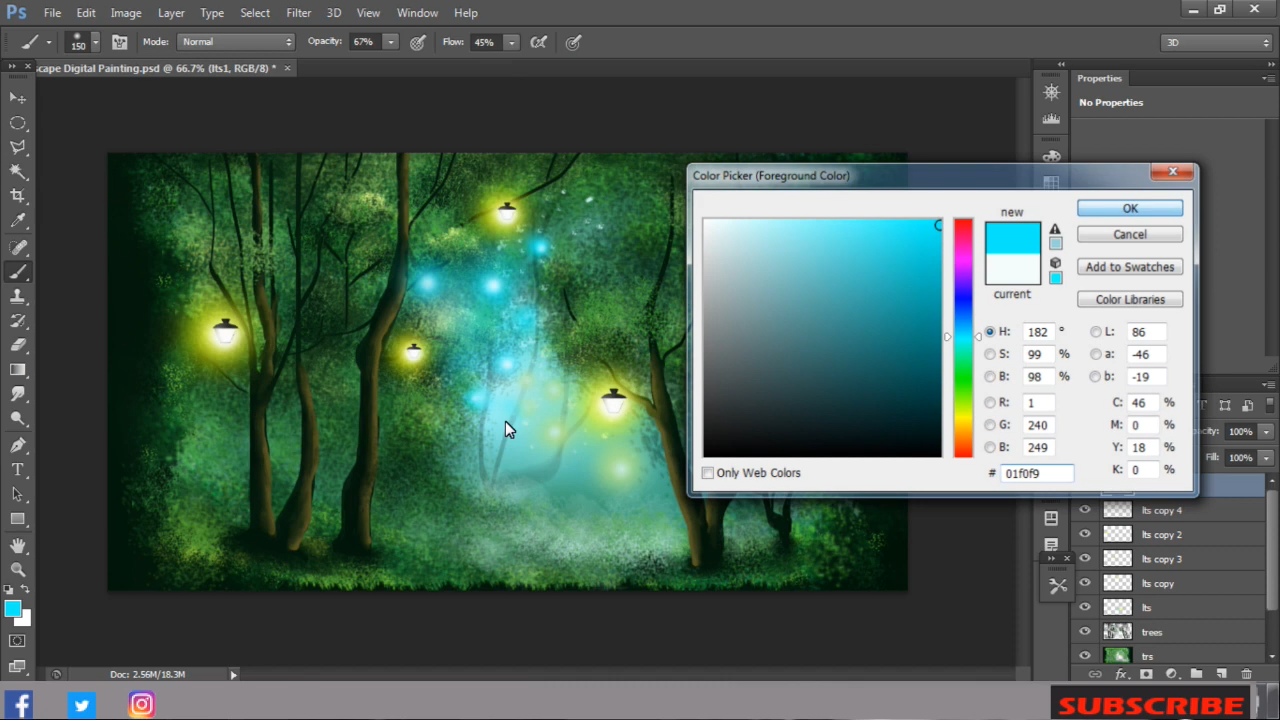 Ps File Edit Image Layer Type Select Filter 3D View Window Help
150 Mode: Normal Opacity: 67% Flow: 45% 3D
cape Digital Painting.psd @ 66.7% (lts1, RGB/8) *
Properties
No Properties
Color Picker (Foreground Color)
new
current
OK
Cancel
Add to Swatches
Color Libraries
H: 182 ° L: 86
S: 99 % a: -46
B: 98 % b: -19
R: 1 C: 46 %
G: 240 M: 0 %
B: 249 Y: 18 %
# 01f0f9 K: 0 %
Only Web Colors
100%
Fill: 100%
lts copy 4
lts copy 2
lts copy 3
lts copy
lts
trees
trs
Doc: 2.56M/18.3M
SUBSCRIBE